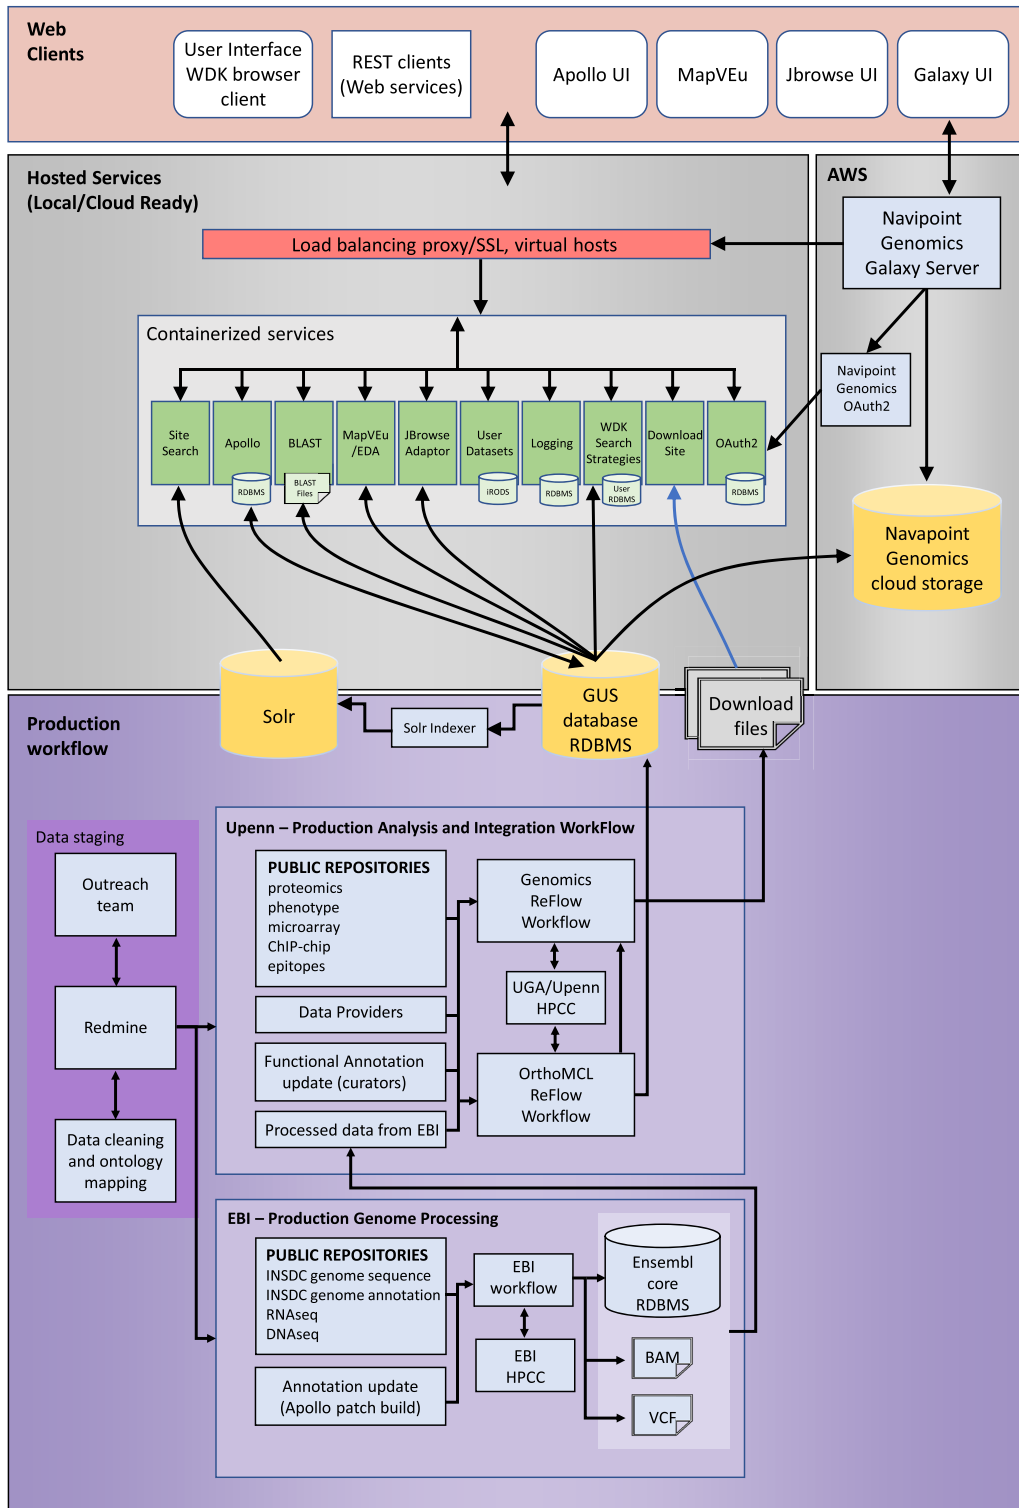 Web
Clients
User Interface
WDK browser
client
REST clients
(Web services)
Apollo UI
MapVEu
Jbrowse UI
Galaxy UI
Hosted Services
(Local/Cloud Ready)
AWS
Load balancing proxy/SSL, virtual hosts
Navipoint
Genomics
Galaxy Server
Containerized services
Navipoint
Genomics
OAuth2
Site
Search
Apollo
RDBMS
BLAST
BLAST
Files
MapVEu
/EDA
JBrowse
Adaptor
User
Datasets
iRODS
Logging
RDBMS
WDK
Search
Strategies
User
RDBMS
Download
Site
OAuth2
RDBMS
Navapoint
Genomics
cloud storage
Production
workflow
Solr
Solr Indexer
GUS
database
RDBMS
Download
files
Data staging
Outreach
team
Redmine
Data cleaning
and ontology
mapping
Upenn – Production Analysis and Integration WorkFlow
PUBLIC REPOSITORIES
proteomics
phenotype
microarray
ChIP-chip
epitopes
Data Providers
Functional Annotation
update (curators)
Processed data from EBI
Genomics
ReFlow
Workflow
UGA/Upenn
HPCC
OrthoMCL
ReFlow
Workflow
EBI – Production Genome Processing
PUBLIC REPOSITORIES
INSDC genome sequence
INSDC genome annotation
RNAseq
DNAseq
Annotation update
(Apollo patch build)
EBI
workflow
EBI
HPCC
Ensembl
core
RDBMS
BAM
VCF